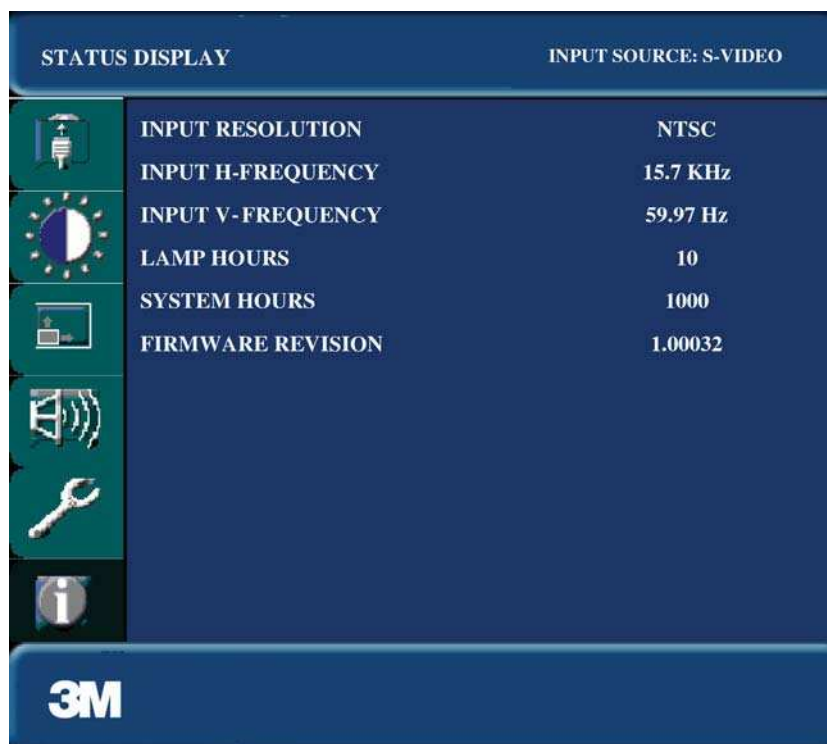 STATUS DISPLAY INPUT SOURCE: S-VIDEO
INPUT RESOLUTION NTSC
INPUT H-FREQUENCY 15.7 KHz
INPUT V-FREQUENCY 59.97 Hz
LAMP HOURS 10
SYSTEM HOURS 1000
FIRMWARE REVISION 1.00032
3M